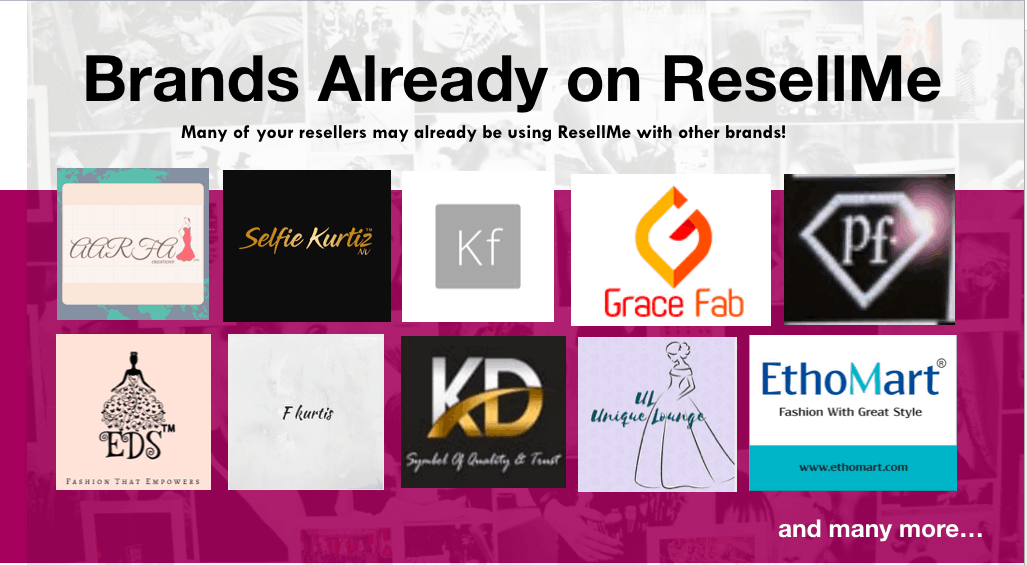 Brands Already on ResellMe
Many of your resellers may already be using ResellMe with other brands!
AARFA
CREATIONS
Selfie Kurtiz™
NV
Kf
Grace Fab
Pf
EDS™
FASHION THAT EMPOWERS
F kurtis
KD
Symbol Of Quality & Trust
UL
Unique Lounge
EthoMart®
Fashion With Great Style
www.ethomart.com
and many more...